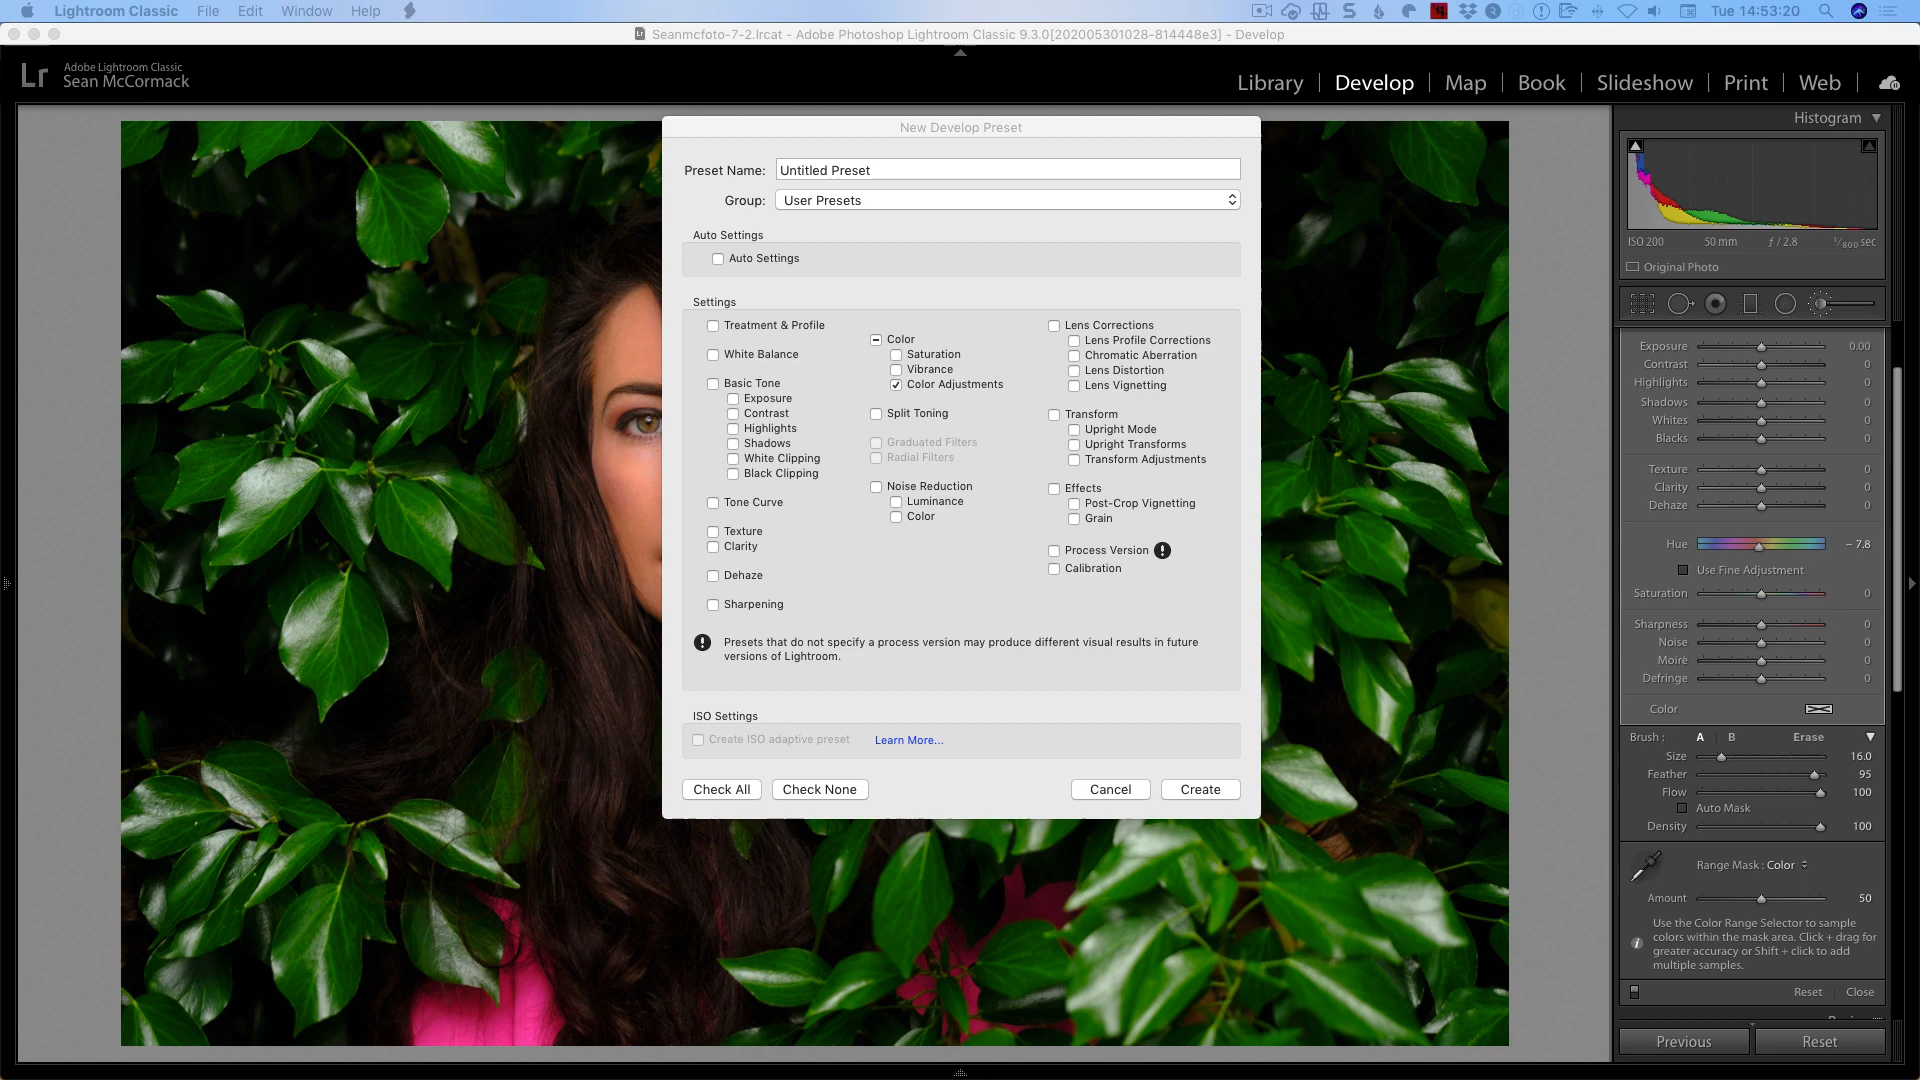 Lightroom Classic File Edit Window Help
Tue 14:53:20
Seanmcfoto-7-2.lrcat - Adobe Photoshop Lightroom Classic 9.3.0[202005301028-814448e3] - Develop
Lr Adobe Lightroom Classic
Sean McCormack
Library Develop Map Book Slideshow Print Web
New Develop Preset
Preset Name: Untitled Preset
Group: User Presets
Auto Settings
Auto Settings
Settings
Treatment & Profile
White Balance
Basic Tone
Exposure
Contrast
Highlights
Shadows
White Clipping
Black Clipping
Tone Curve
Texture
Clarity
Dehaze
Sharpening
Color
Saturation
Vibrance
Color Adjustments
Split Toning
Graduated Filters
Radial Filters
Noise Reduction
Luminance
Color
Lens Corrections
Lens Profile Corrections
Chromatic Aberration
Lens Distortion
Lens Vignetting
Transform
Upright Mode
Upright Transforms
Transform Adjustments
Effects
Post-Crop Vignetting
Grain
Process Version
Calibration
Presets that do not specify a process version may produce different visual results in future
versions of Lightroom.
ISO Settings
Create ISO adaptive preset Learn More...
Check All Check None Cancel Create
Histogram
ISO 200 50 mm ƒ / 2.8 1/800 sec
Original Photo
Exposure 0.00
Contrast 0
Highlights 0
Shadows 0
Whites 0
Blacks 0
Texture 0
Clarity 0
Dehaze 0
Hue – 7.8
Use Fine Adjustment
Saturation 0
Sharpness 0
Noise 0
Moiré 0
Defringe 0
Color
Brush : A B Erase
Size 16.0
Feather 95
Flow 100
Auto Mask
Density 100
Range Mask : Color
Amount 50
Use the Color Range Selector to sample
colors within the mask area. Click + drag for
greater accuracy or Shift + click to add
multiple samples.
Reset Close
Previous Reset